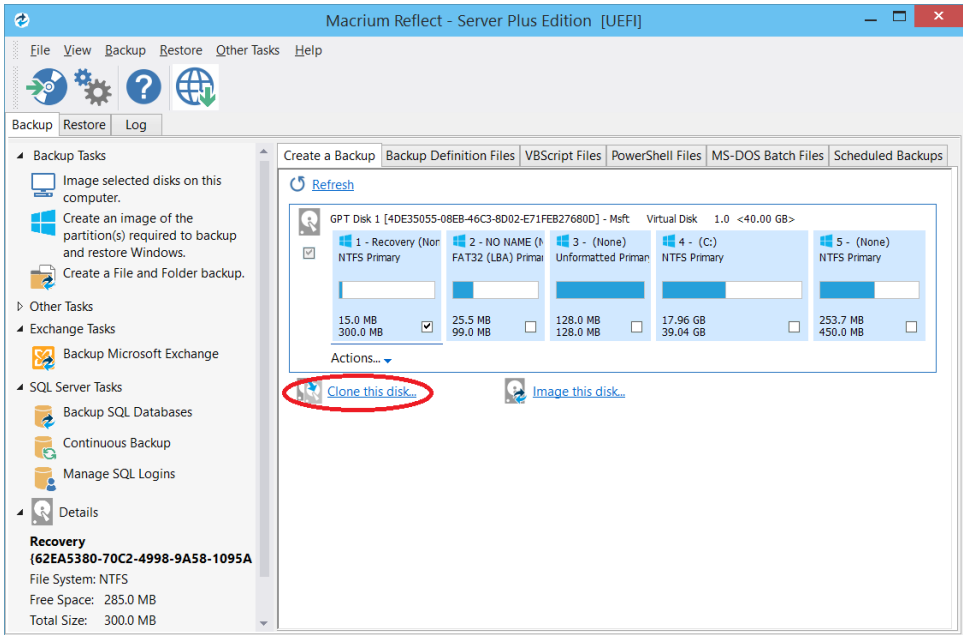 Macrium Reflect - Server Plus Edition [UEFI]
File View Backup Restore Other Tasks Help
Backup Restore Log
Backup Tasks
Image selected disks on this
computer.
Create an image of the
partition(s) required to backup
and restore Windows.
Create a File and Folder backup.
Other Tasks
Exchange Tasks
Backup Microsoft Exchange
SQL Server Tasks
Backup SQL Databases
Continuous Backup
Manage SQL Logins
Details
Recovery
{62EA5380-70C2-4998-9A58-1095A
File System: NTFS
Free Space: 285.0 MB
Total Size: 300.0 MB
Create a Backup Backup Definition Files VBScript Files PowerShell Files MS-DOS Batch Files Scheduled Backups
Refresh
GPT Disk 1 [4DE35055-08EB-46C3-8D02-E71FEB27680D] - Msft Virtual Disk 1.0 <40.00 GB>
1 - Recovery (Nor
NTFS Primary
15.0 MB
300.0 MB
2 - NO NAME (N
FAT32 (LBA) Primar
25.5 MB
99.0 MB
3 - (None)
Unformatted Primary
128.0 MB
128.0 MB
4 - (C:)
NTFS Primary
17.96 GB
39.04 GB
5 - (None)
NTFS Primary
253.7 MB
450.0 MB
Actions...
Clone this disk...
Image this disk...